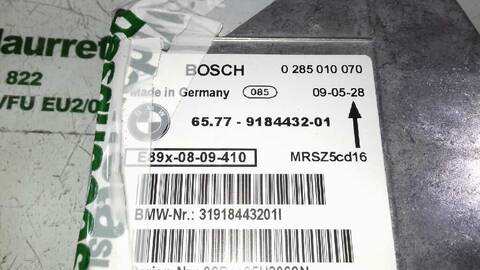 laurre
822
/FU EU2/0
BOSCH 0 285 010 070
Made in Germany 085 09-05-28
65.77 - 9184432-01
E89x-08-09-410 MRSZ5cd16
BMW-Nr.: 31918443201I